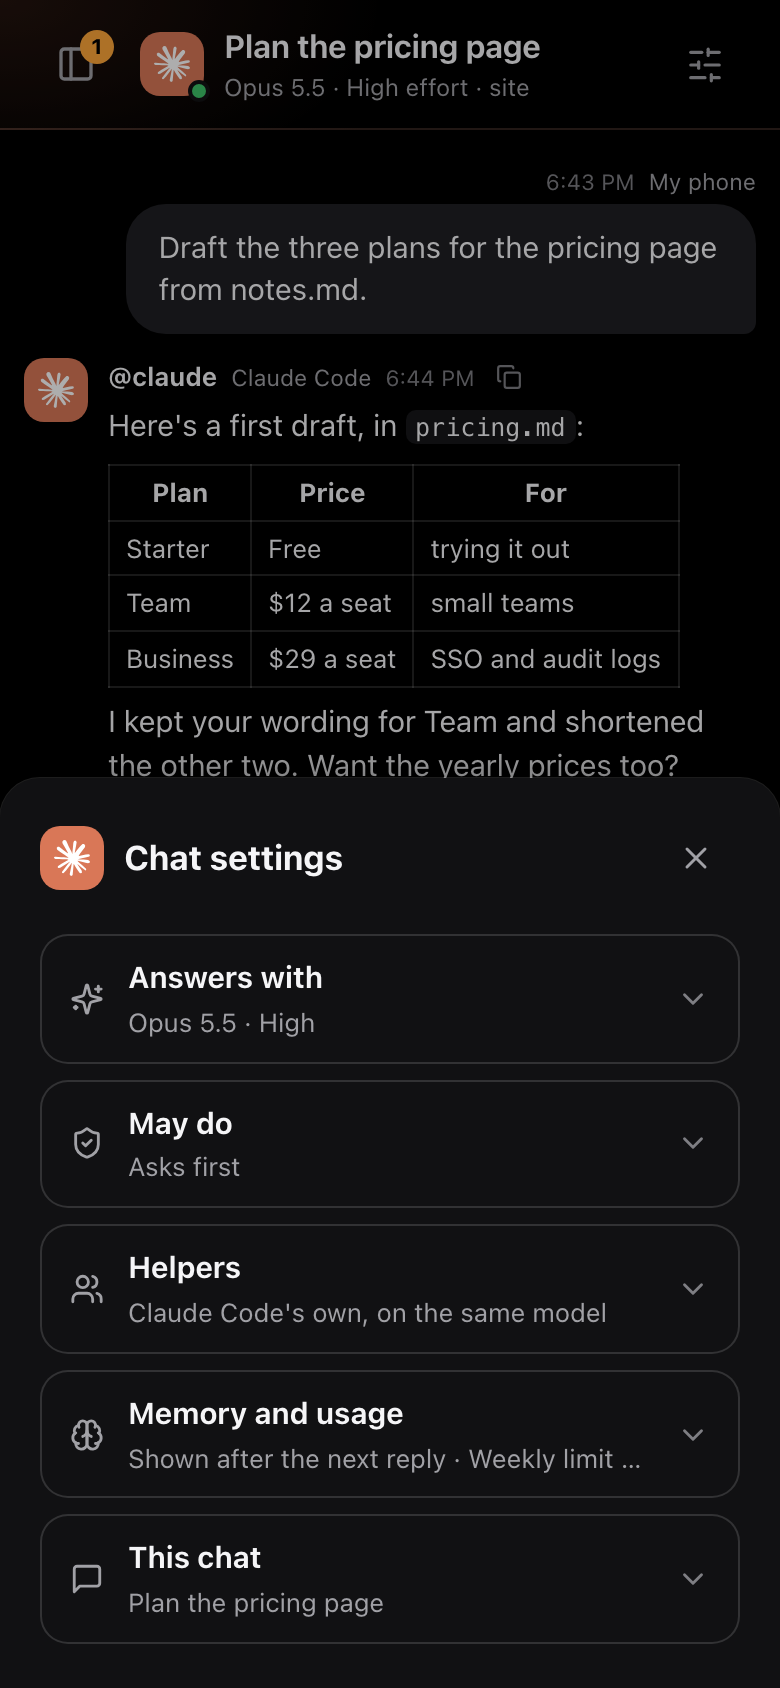 1
Plan the pricing page
Opus 5.5 · High effort · site
6:43 PM My phone
Draft the three plans for the pricing page
from notes.md.
@claude Claude Code 6:44 PM
Here's a first draft, in pricing.md:
Plan Price For
Starter Free trying it out
Team $12 a seat small teams
Business $29 a seat SSO and audit logs
I kept your wording for Team and shortened
the other two. Want the yearly prices too?
Chat settings
Answers with
Opus 5.5 · High
May do
Asks first
Helpers
Claude Code's own, on the same model
Memory and usage
Shown after the next reply · Weekly limit ...
This chat
Plan the pricing page